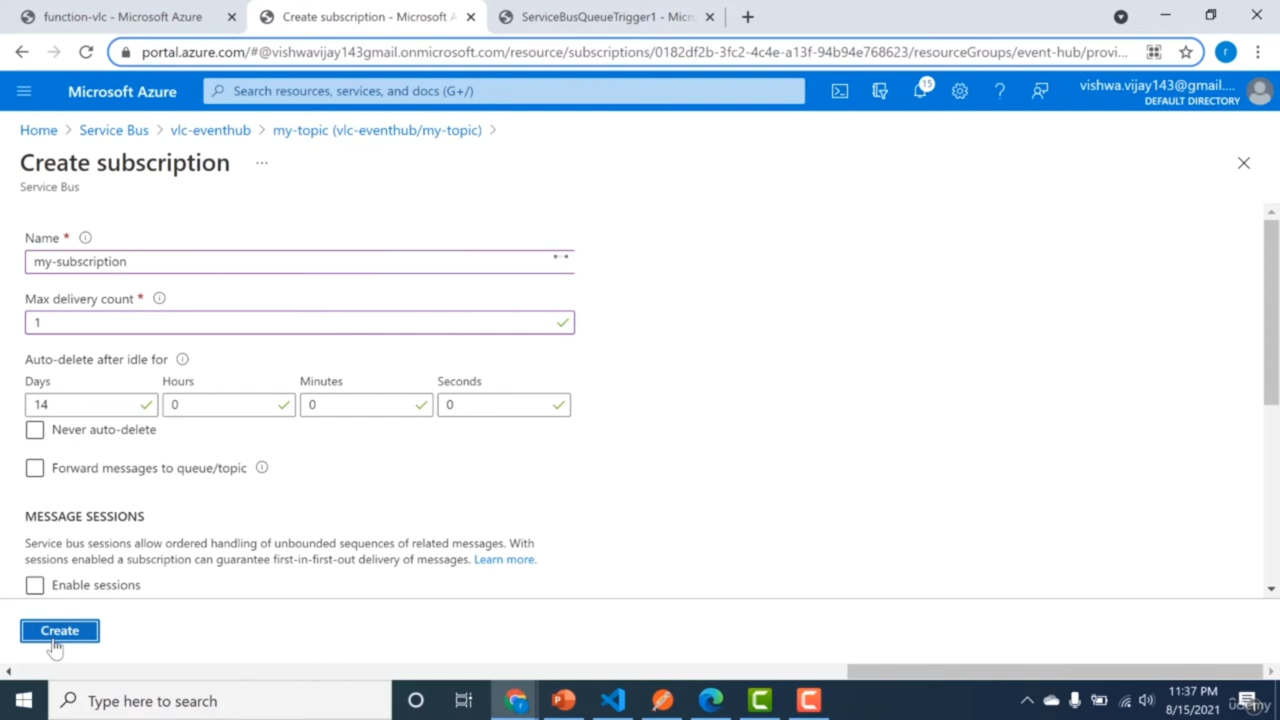 function-vlc - Microsoft Azure
Create subscription - Microsoft A
ServiceBusQueueTrigger1 - Micro
portal.azure.com/#@vishwavijay143gmail.onmicrosoft.com/resource/subscriptions/0182df2b-3fc2-4c4e-a13f-94b94e768623/resourceGroups/event-hub/provi...
r
Microsoft Azure
Search resources, services, and docs (G+/)
15
vishwa.vijay143@gmail....
DEFAULT DIRECTORY
Home > Service Bus > vlc-eventhub > my-topic (vlc-eventhub/my-topic) >
Create subscription ...
Service Bus
Name *
my-subscription
Max delivery count *
1
Auto-delete after idle for
Days Hours Minutes Seconds
14 0 0 0
Never auto-delete
Forward messages to queue/topic
MESSAGE SESSIONS
Service bus sessions allow ordered handling of unbounded sequences of related messages. With
sessions enabled a subscription can guarantee first-in-first-out delivery of messages. Learn more.
Enable sessions
Create
Type here to search
11:37 PM
8/15/2021
udemy